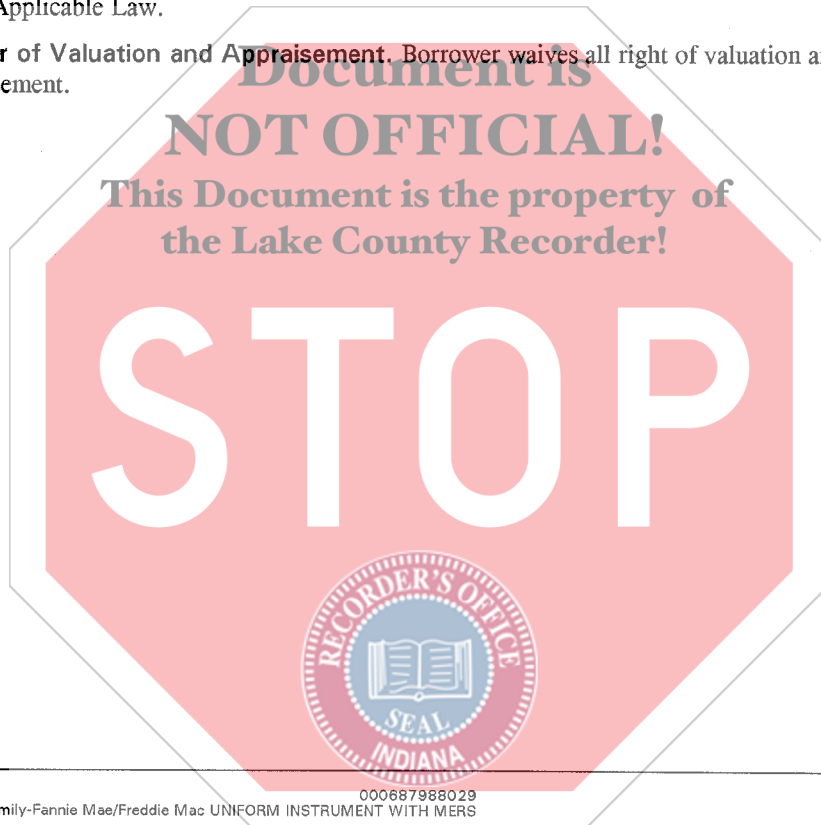 Applicable Law.
r of Valuation and Appraisement. Borrower waives all right of valuation a
ement.
Document is
NOT OFFICIAL!
This Document is the property of
the Lake County Recorder!
STOP
RECORDER'S OFFICE
SEAL
INDIANA
000687988029
mily-Fannie Mae/Freddie Mac UNIFORM INSTRUMENT WITH MERS